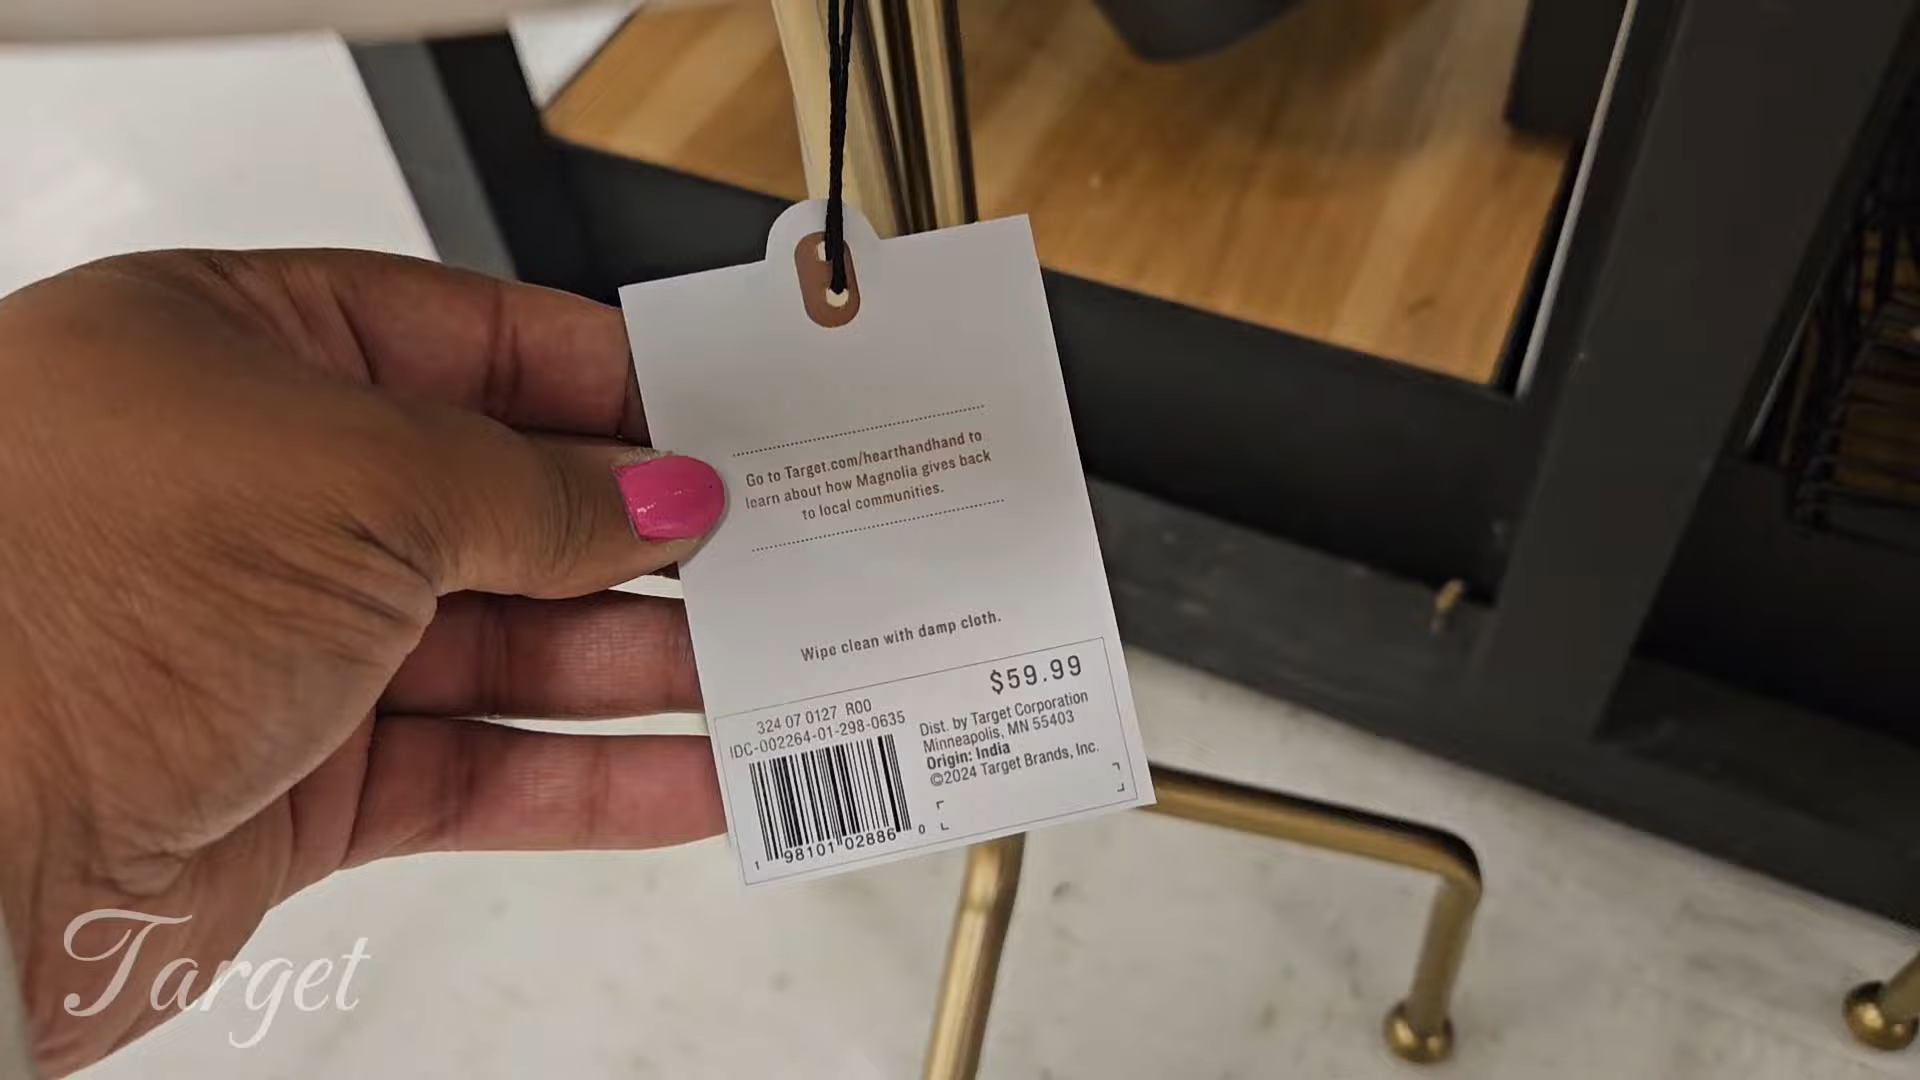 Go to Target.com/hearthandhand to
learn about how Magnolia gives back
to local communities.
Wipe clean with damp cloth.
$59.99
324 07 0127 R00
IDC-002264-01-298-0635
Dist. by Target Corporation
Minneapolis, MN 55403
Origin: India
©2024 Target Brands, Inc.
1 98101 02886 0
Target